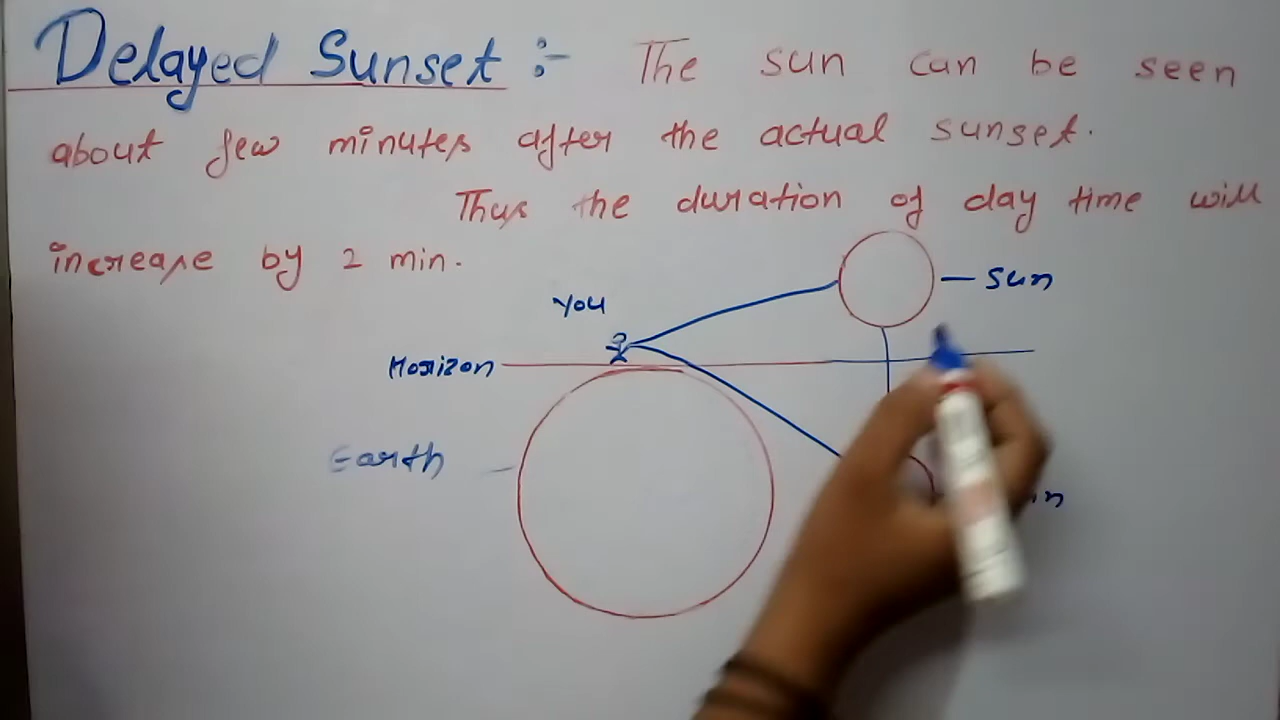 Delayed Sunset :- The sun can be seen
about few minutes after the actual sunset.
Thus the duration of day time will
increase by 2 min.
Sun
You
Horizon
Earth